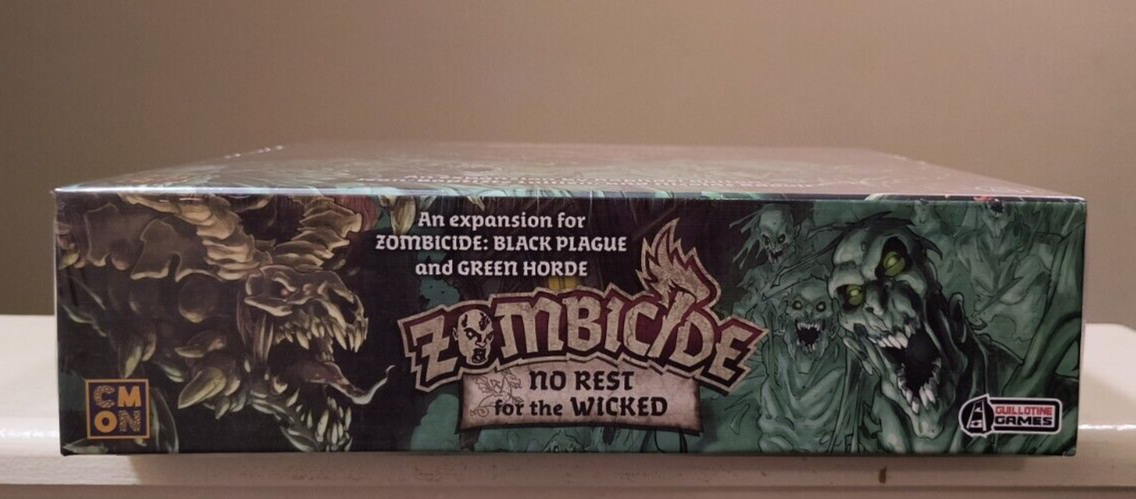 An expansion for
ZOMBICIDE: BLACK PLAGUE
and GREEN HORDE
ZOMBICIDE
NO REST
for the WICKED
CM
ON
GUILLOTINE
GAMES